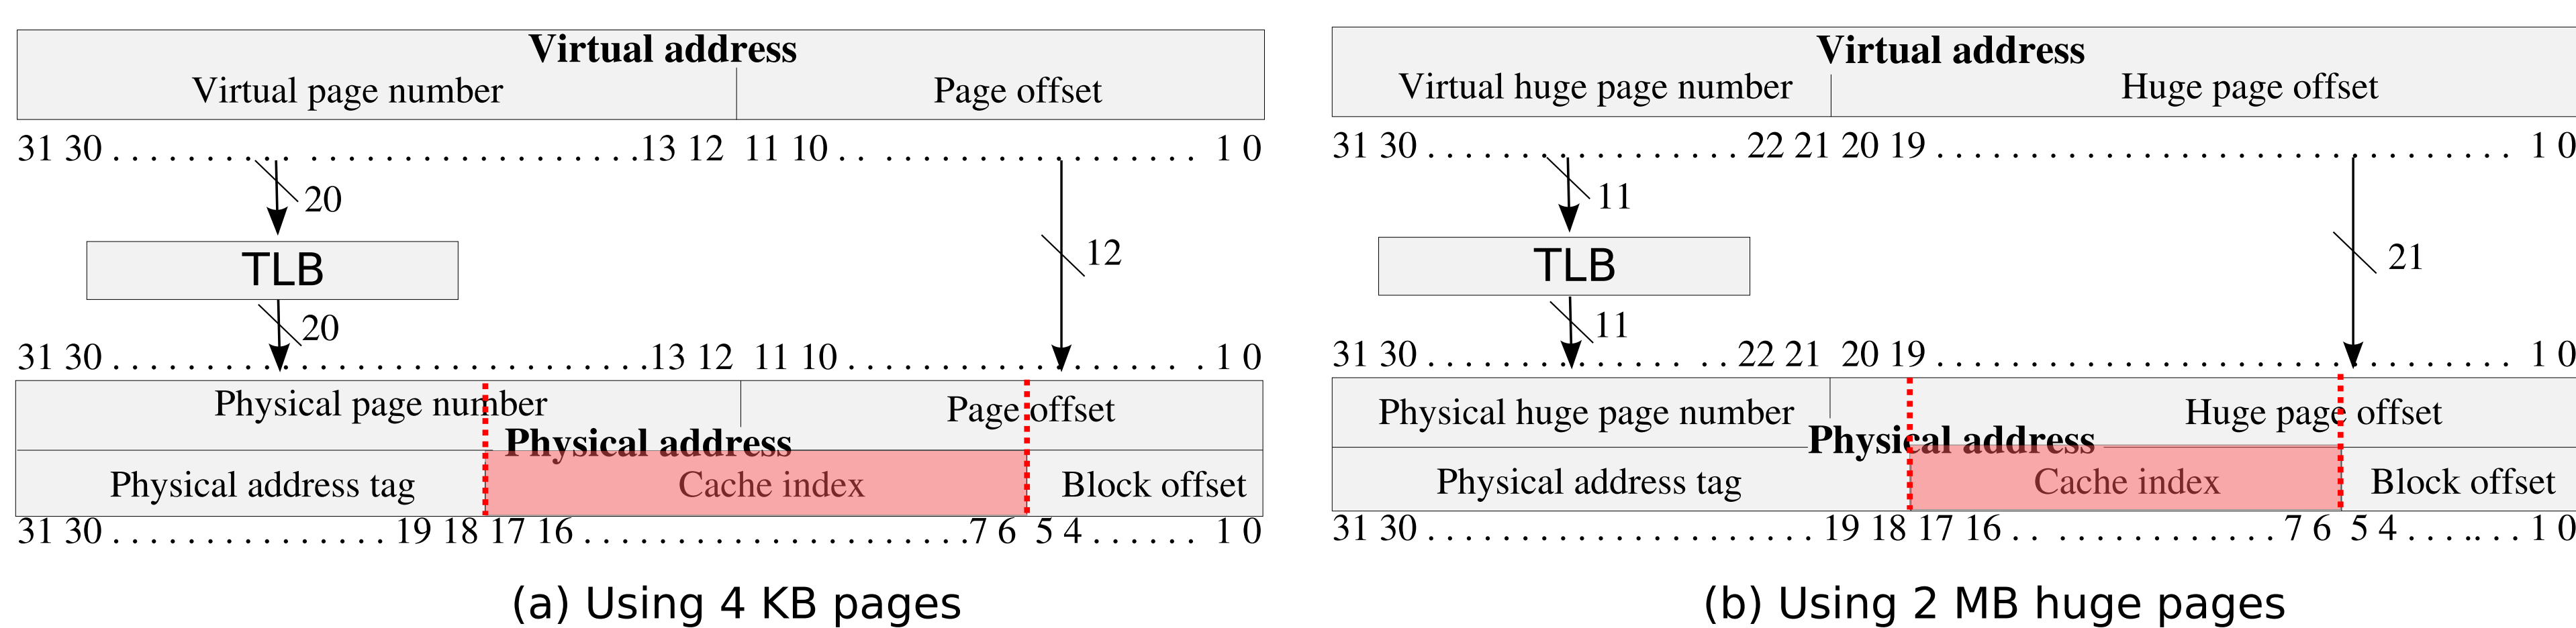 Virtual address
Virtual page number Page offset
31 30 . . . . . . . . . . . . . . . . . . . . . . . . . . . .13 12 11 10 . . . . . . . . . . . . . . . . . . . 1 0
20
TLB
12
20
31 30 . . . . . . . . . . . . . . . . . . . . . . . . . . . . .13 12 11 10 . . . . . . . . . . . . . . . . . . . 1 0
Physical page number Page offset
Physical address
Physical address tag Cache index Block offset
31 30 . . . . . . . . . . . . . . . 19 18 17 16 . . . . . . . . . . . . . . . . . . . . .7 6 5 4 . . . . . . 1 0
(a) Using 4 KB pages
Virtual address
Virtual huge page number Huge page offset
31 30 . . . . . . . . . . . . . . . . . 22 21 20 19 . . . . . . . . . . . . . . . . . . . . . . . . . . . . . . . 1 0
11
TLB
21
11
31 30 . . . . . . . . . . . . . . . . 22 21 20 19 . . . . . . . . . . . . . . . . . . . . . . . . . . . . . . . 1 0
Physical huge page number Huge page offset
Physical address
Physical address tag Cache index Block offset
31 30 . . . . . . . . . . . . . . . . . . . . . 19 18 17 16 . . . . . . . . . . . . . . 7 6 5 4 . . . . . . . 1 0
(b) Using 2 MB huge pages